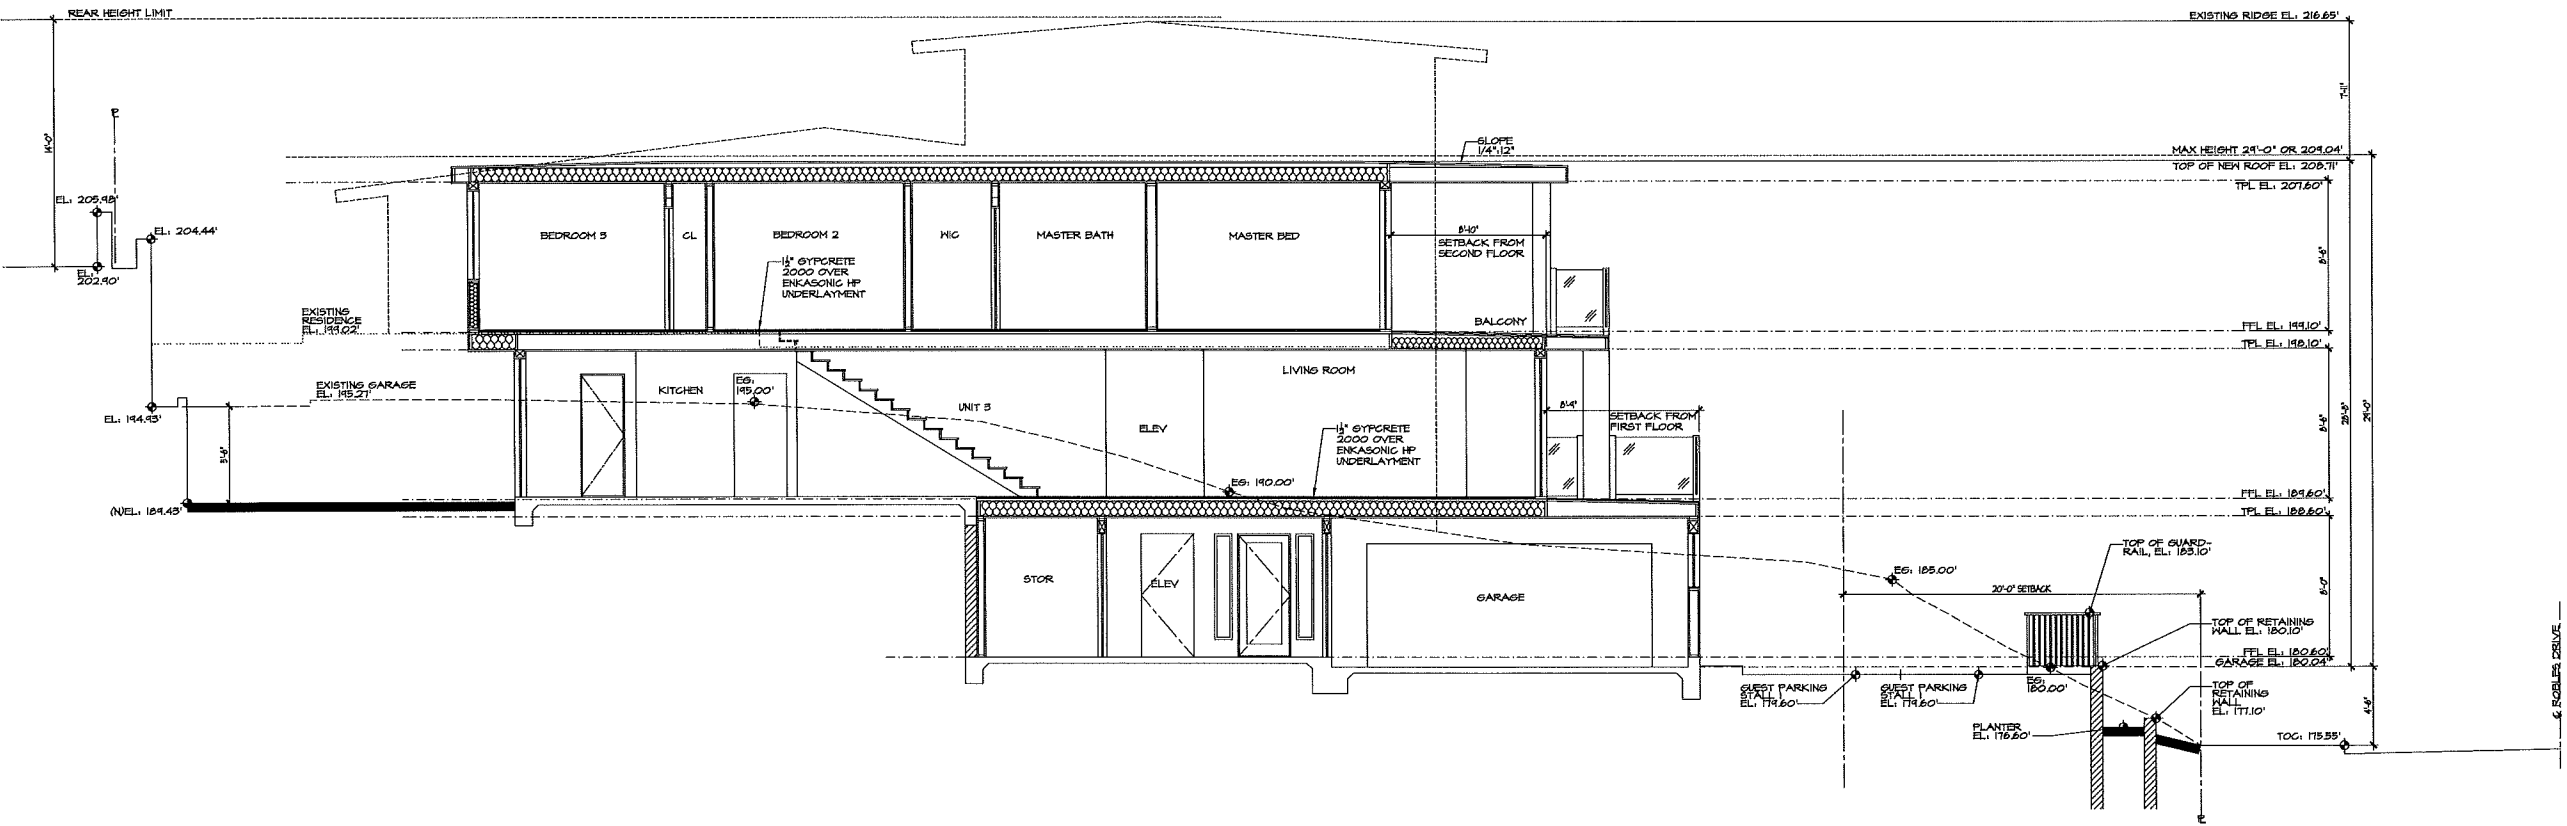 REAR HEIGHT LIMIT
EXISTING RIDGE EL: 216.65'
7'-11"
14'-0"
SLOPE
1/4":12"
MAX HEIGHT 29'-0" OR 209.04'
TOP OF NEW ROOF EL: 208.71'
TPL EL: 207.60'
EL: 205.98'
EL: 204.44'
EL:
202.90'
BEDROOM 3
CL
BEDROOM 2
WIC
MASTER BATH
MASTER BED
8'-10"
SETBACK FROM
SECOND FLOOR
8'-6"
1½" GYPCRETE
2000 OVER
ENKASONIC HP
UNDERLAYMENT
EXISTING
RESIDENCE
EL: 199.02'
BALCONY
FFL EL: 199.10'
TPL EL: 198.10'
EXISTING GARAGE
EL: 195.27'
KITCHEN
EG:
195.00'
LIVING ROOM
UNIT 3
8'-9"
SETBACK FROM
FIRST FLOOR
8'-6"
28'-8"
29'-0"
EL: 194.93'
ELEV
1½" GYPCRETE
2000 OVER
ENKASONIC HP
UNDERLAYMENT
5'-6"
EG: 190.00'
(N)EL: 189.43'
FFL EL: 189.60'
TPL EL: 188.60'
STOR
ELEV
GARAGE
EG: 185.00'
TOP OF GUARD-
RAIL, EL: 183.10'
20'-0" SETBACK
8'-0"
TOP OF RETAINING
WALL EL: 180.10'
FFL EL: 180.60'
GARAGE EL: 180.04'
GUEST PARKING
STALL 1
EL: 179.60'
GUEST PARKING
STALL 1
EL: 179.60'
EG:
180.00'
TOP OF
RETAINING
WALL
EL: 177.10'
4'-6"
PLANTER
EL: 176.60'
TOC: 175.55'
℄ ROBLES DRIVE